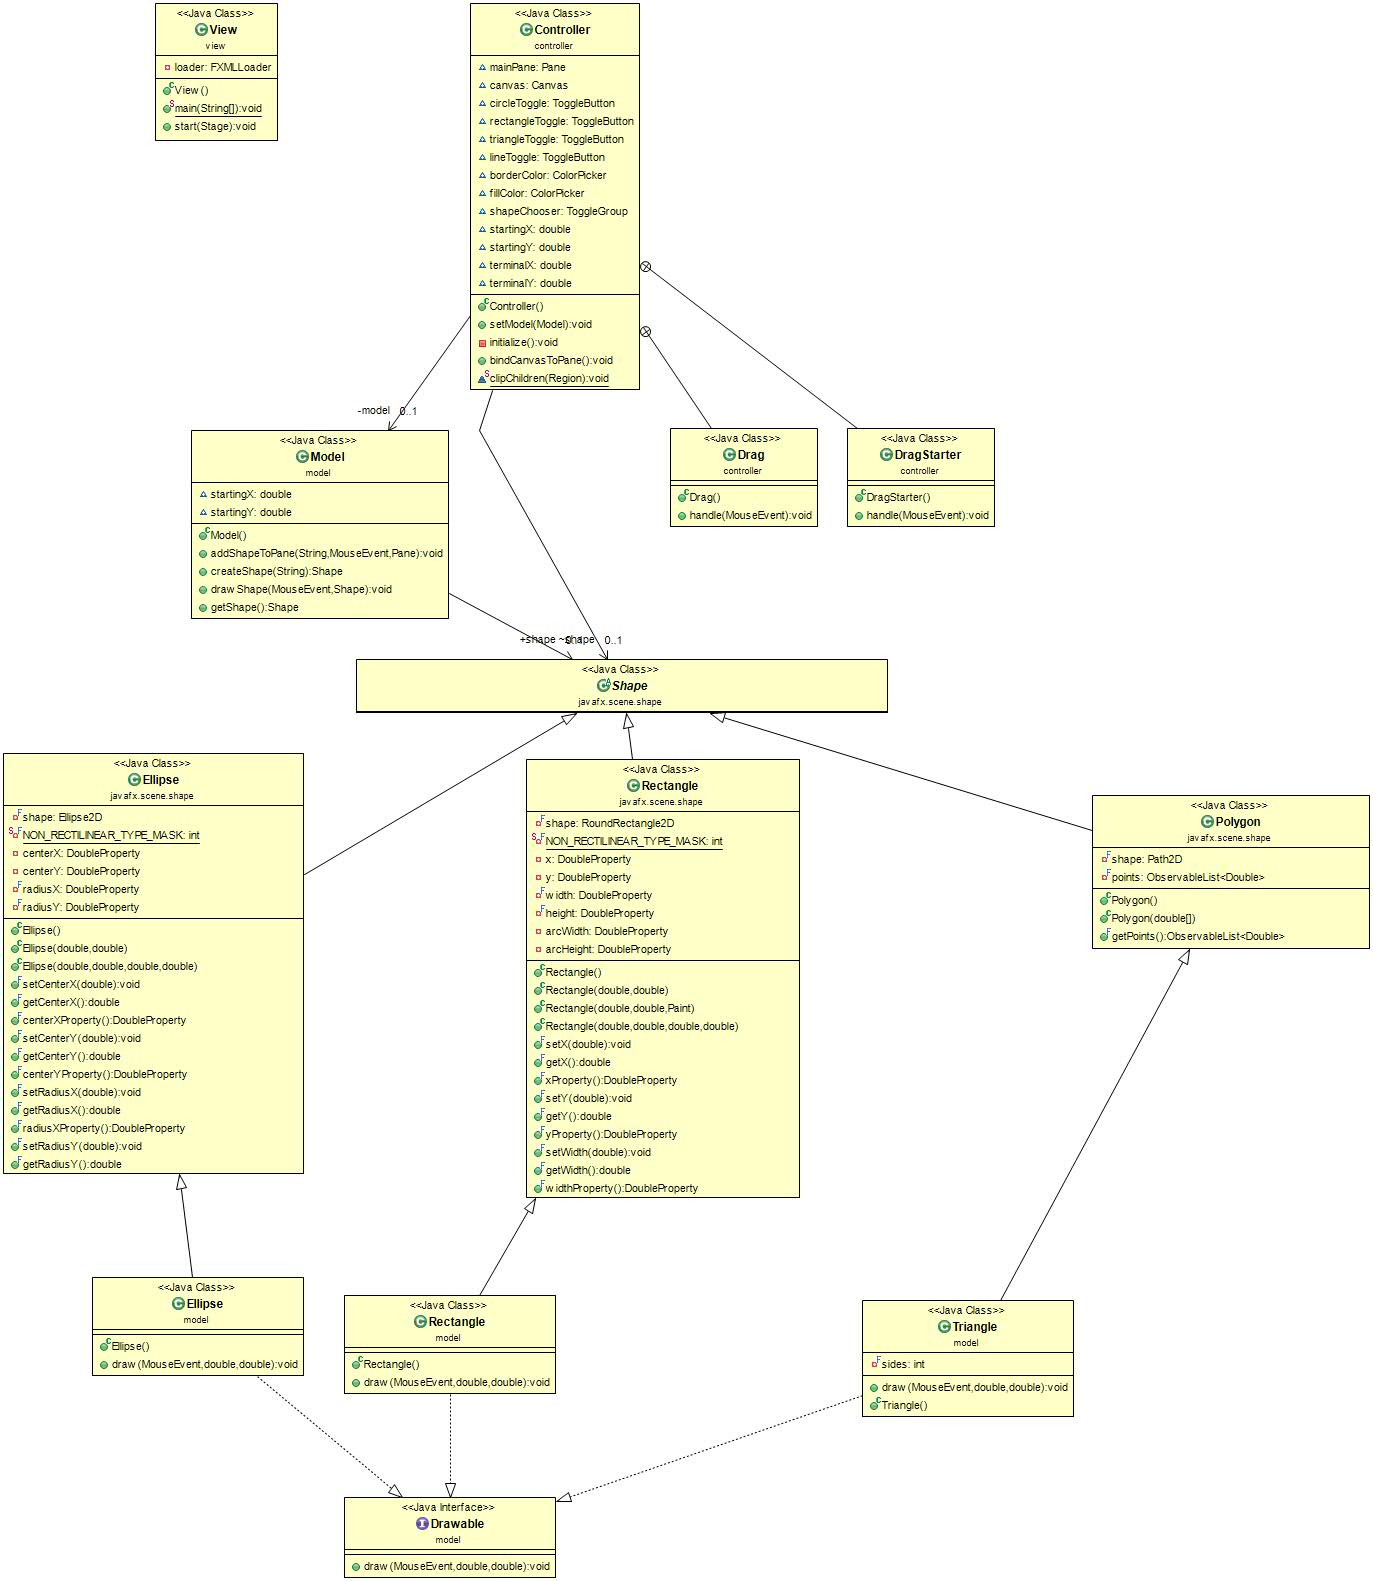 <<Java Class>>
View
view
loader: FXMLLoader
View()
main(String[]):void
start(Stage):void
<<Java Class>>
Controller
controller
mainPane: Pane
canvas: Canvas
circleToggle: ToggleButton
rectangleToggle: ToggleButton
triangleToggle: ToggleButton
lineToggle: ToggleButton
borderColor: ColorPicker
fillColor: ColorPicker
shapeChooser: ToggleGroup
startingX: double
startingY: double
terminalX: double
terminalY: double
Controller()
setModel(Model):void
initialize():void
bindCanvasToPane():void
clipChildren(Region):void
-model 0..1
<<Java Class>>
Model
model
startingX: double
startingY: double
Model()
addShapeToPane(String,MouseEvent,Pane):void
createShape(String):Shape
drawShape(MouseEvent,Shape):void
getShape():Shape
<<Java Class>>
Drag
controller
Drag()
handle(MouseEvent):void
<<Java Class>>
DragStarter
controller
DragStarter()
handle(MouseEvent):void
+shape 0..1
~shape 0..1
<<Java Class>>
Shape
javafx.scene.shape
<<Java Class>>
Ellipse
javafx.scene.shape
shape: Ellipse2D
NON_RECTILINEAR_TYPE_MASK: int
centerX: DoubleProperty
centerY: DoubleProperty
radiusX: DoubleProperty
radiusY: DoubleProperty
Ellipse()
Ellipse(double,double)
Ellipse(double,double,double,double)
setCenterX(double):void
getCenterX():double
centerXProperty():DoubleProperty
setCenterY(double):void
getCenterY():double
centerYProperty():DoubleProperty
setRadiusX(double):void
getRadiusX():double
radiusXProperty():DoubleProperty
setRadiusY(double):void
getRadiusY():double
<<Java Class>>
Rectangle
javafx.scene.shape
shape: RoundRectangle2D
NON_RECTILINEAR_TYPE_MASK: int
x: DoubleProperty
y: DoubleProperty
width: DoubleProperty
height: DoubleProperty
arcWidth: DoubleProperty
arcHeight: DoubleProperty
Rectangle()
Rectangle(double,double)
Rectangle(double,double,Paint)
Rectangle(double,double,double,double)
setX(double):void
getX():double
xProperty():DoubleProperty
setY(double):void
getY():double
yProperty():DoubleProperty
setWidth(double):void
getWidth():double
widthProperty():DoubleProperty
<<Java Class>>
Polygon
javafx.scene.shape
shape: Path2D
points: ObservableList<Double>
Polygon()
Polygon(double[])
getPoints():ObservableList<Double>
<<Java Class>>
Ellipse
model
Ellipse()
draw(MouseEvent,double,double):void
<<Java Class>>
Rectangle
model
Rectangle()
draw(MouseEvent,double,double):void
<<Java Class>>
Triangle
model
sides: int
draw(MouseEvent,double,double):void
Triangle()
<<Java Interface>>
Drawable
model
draw(MouseEvent,double,double):void